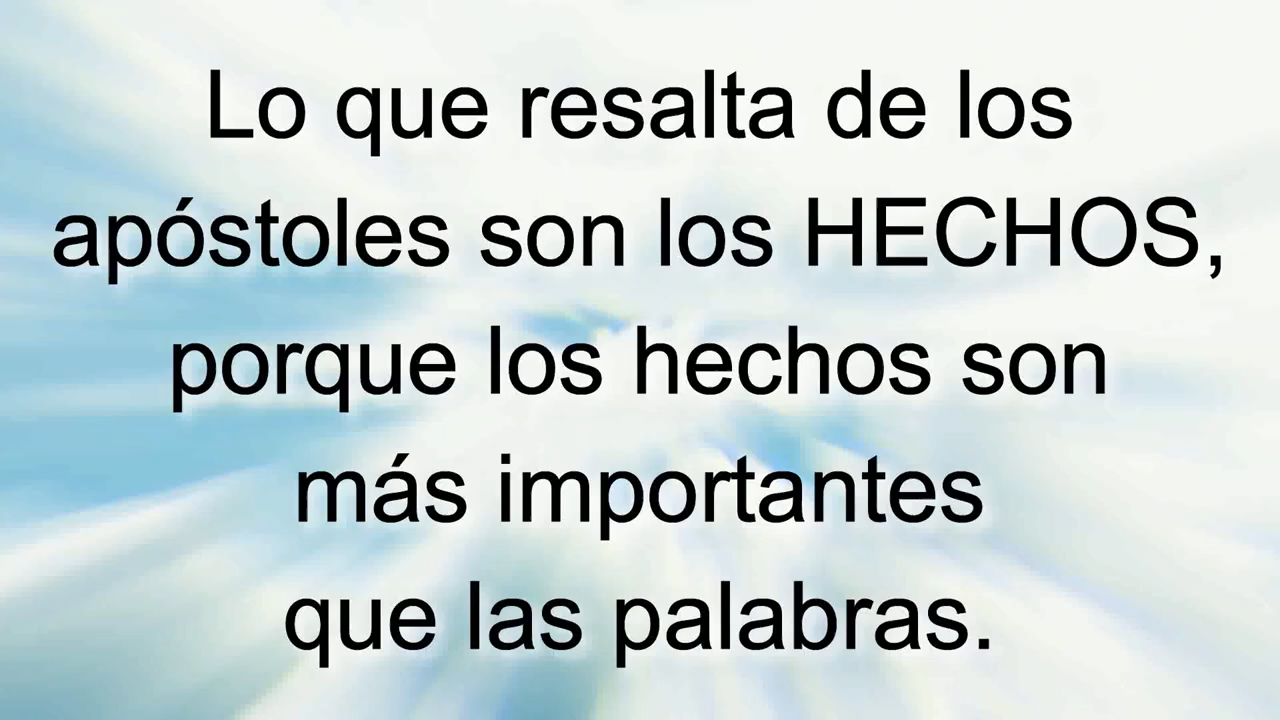 Lo que resalta de los
apóstoles son los HECHOS,
porque los hechos son
más importantes
que las palabras.